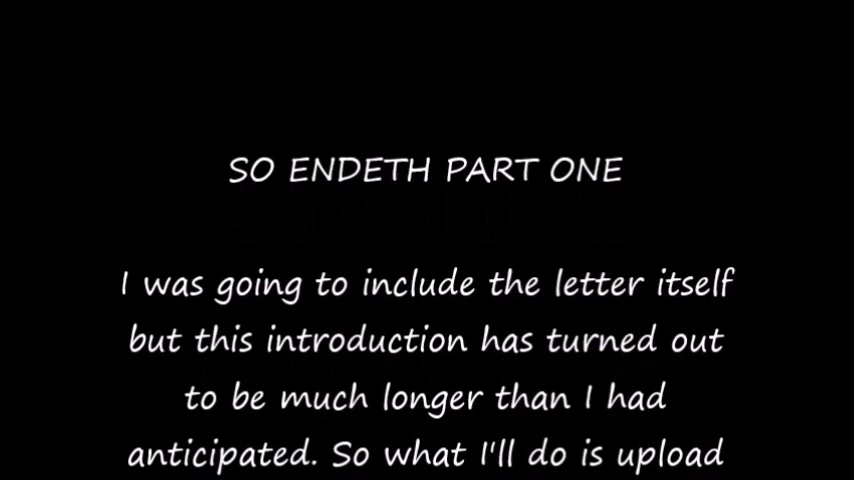 SO ENDETH PART ONE
I was going to include the letter itself
but this introduction has turned out
to be much longer than I had
anticipated. So what I'll do is upload